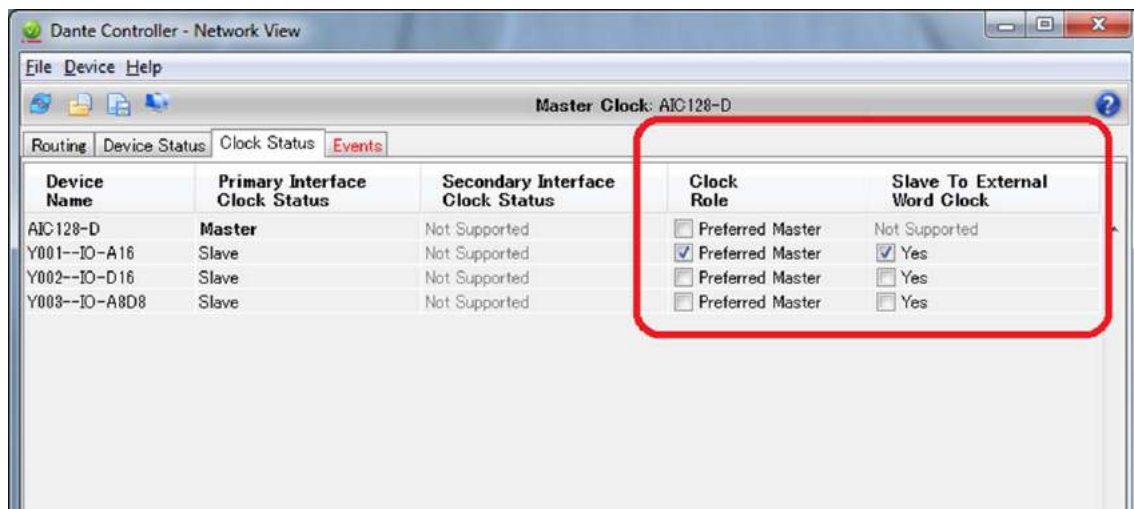 Dante Controller - Network View
File Device Help
Master Clock: AIC128-D
Routing Device Status Clock Status Events
Device Name Primary Interface Clock Status Secondary Interface Clock Status Clock Role Slave To External Word Clock
AIC128-D Master Not Supported Preferred Master Not Supported
Y001--IO-A16 Slave Not Supported Preferred Master Yes
Y002--IO-D16 Slave Not Supported Preferred Master Yes
Y003--IO-A8D8 Slave Not Supported Preferred Master Yes